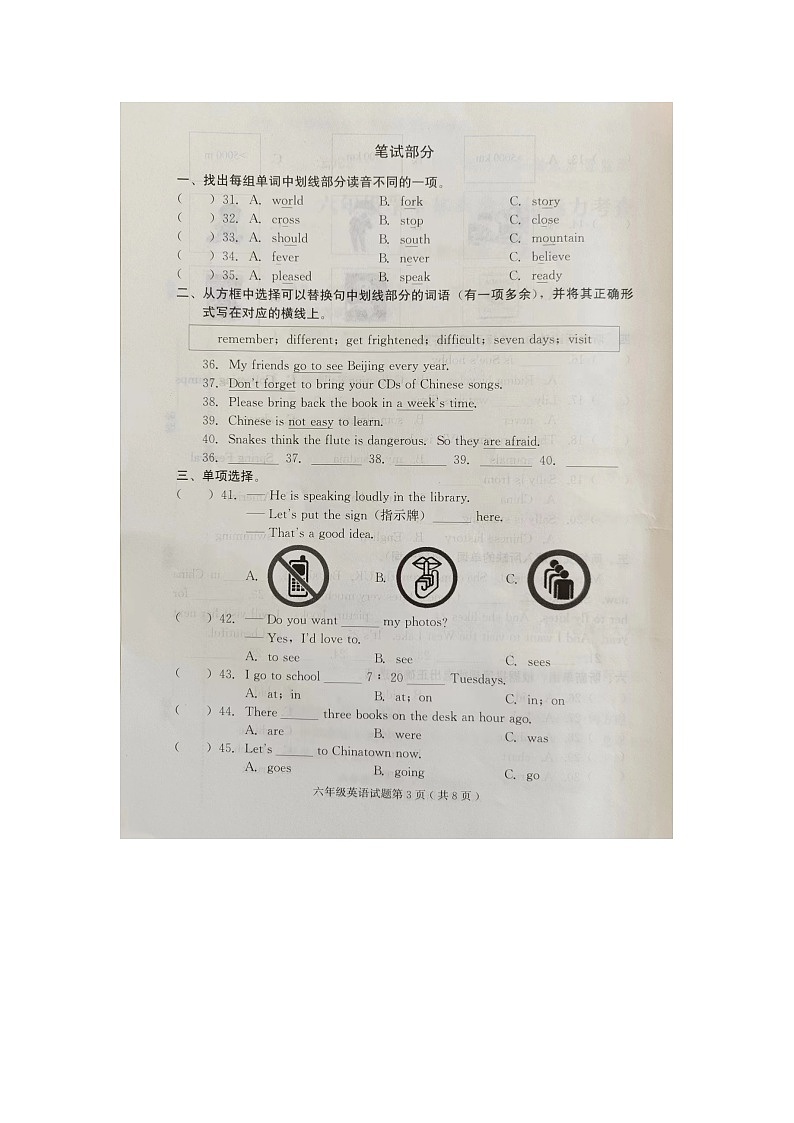 笔试部分
一、找出每组单词中划线部分读音不同的一项。
(    )31. A. world    B. fork    C. story
(    )32. A. cross    B. stop    C. close
(    )33. A. should    B. south    C. mountain
(    )34. A. fever    B. never    C. believe
(    )35. A. pleased    B. speak    C. ready
二、从方框中选择可以替换句中划线部分的词语（有一项多余），并将其正确形
式写在对应的横线上。
remember; different; get frightened; difficult; seven days; visit
36. My friends go to see Beijing every year.
37. Don't forget to bring your CDs of Chinese songs.
38. Please bring back the book in a week's time.
39. Chinese is not easy to learn.
40. Snakes think the flute is dangerous. So they are afraid.
36. ______ 37. ______ 38. ______ 39. ______ 40. ______
三、单项选择。
(    )41. — He is speaking loudly in the library.
— Let's put the sign（指示牌）______ here.
— That's a good idea.
A.    B.    C.
(    )42. — Do you want ______ my photos?
— Yes, I'd love to.
A. to see    B. see    C. sees
(    )43. I go to school ______ 7∶20 ______ Tuesdays.
A. at; in    B. at; on    C. in; on
(    )44. There ______ three books on the desk an hour ago.
A. are    B. were    C. was
(    )45. Let's ______ to Chinatown now.
A. goes    B. going    C. go
六年级英语试题第3页（共8页）